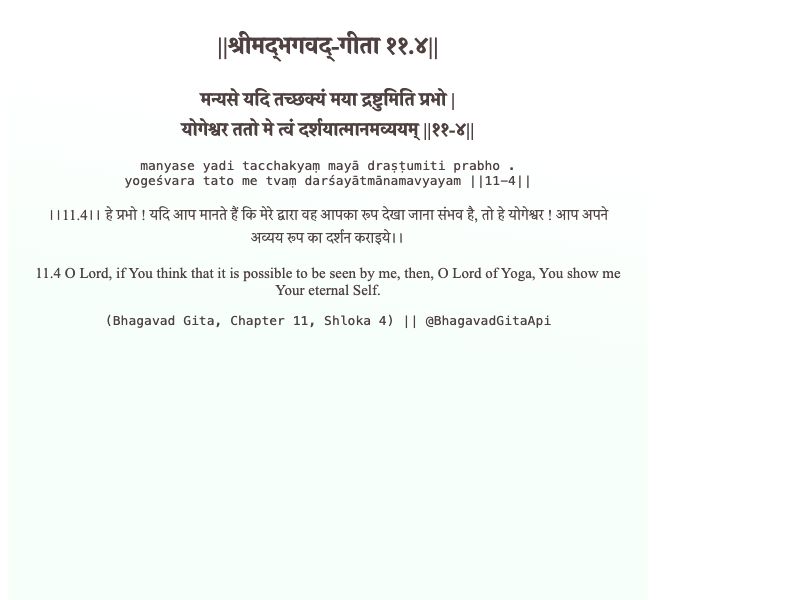 ||श्रीमद्‍भगवद्‍-गीता ११.४||
मन्यसे यदि तच्छक्यं मया द्रष्टुमिति प्रभो |
योगेश्वर ततो मे त्वं दर्शयात्मानमव्ययम् ||११-४||
manyase yadi tacchakyaṃ mayā draṣṭumiti prabho .
yogeśvara tato me tvaṃ darśayātmānamavyayam ||11-4||
।।11.4।। हे प्रभो ! यदि आप मानते हैं कि मेरे द्वारा वह आपका रूप देखा जाना संभव है, तो हे योगेश्वर ! आप अपने
अव्यय रूप का दर्शन कराइये।।
11.4 O Lord, if You think that it is possible to be seen by me, then, O Lord of Yoga, You show me
Your eternal Self.
(Bhagavad Gita, Chapter 11, Shloka 4) || @BhagavadGitaApi